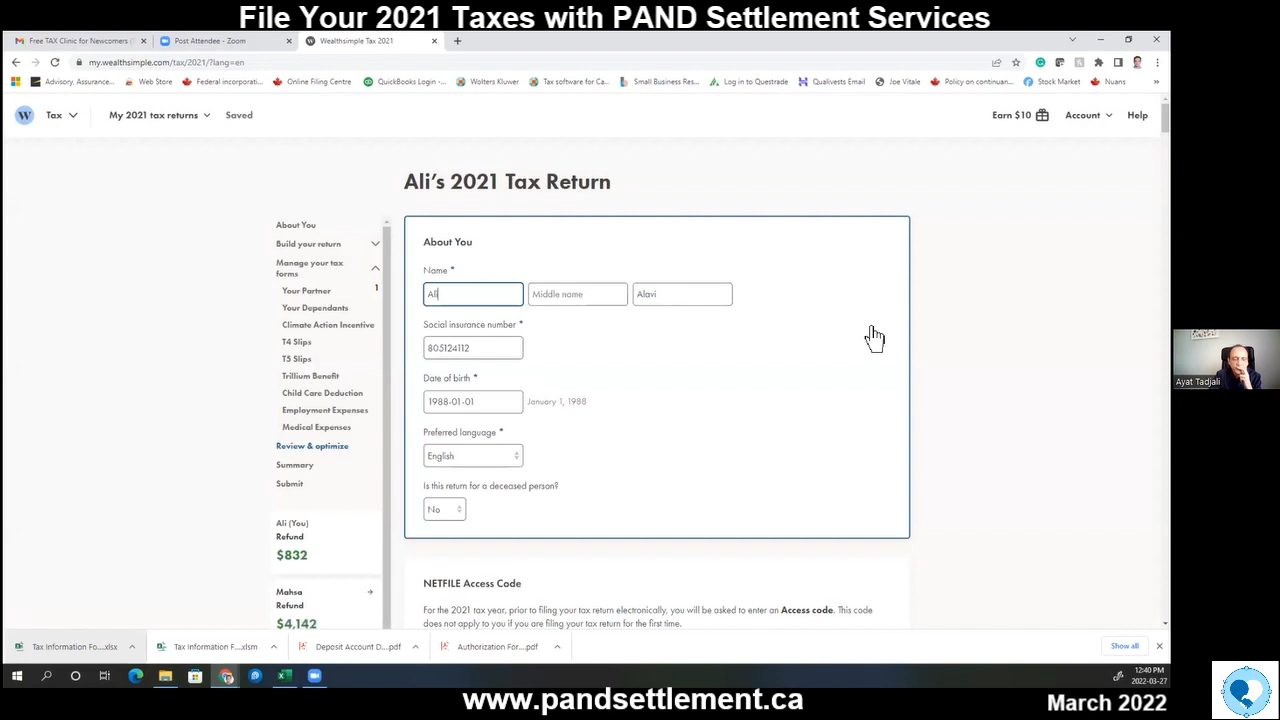 File Your 2021 Taxes with PAND Settlement Services
Free TAX Clinic for Newcomers (
Post Attendee - Zoom
Wealthsimple Tax 2021
my.wealthsimple.com/tax/2021/?lang=en
Advisory, Assurance... Web Store Federal incorporati... Online Filing Centre QuickBooks Login -... Wolters Kluwer Tax software for Ca... Small Business Res... Log in to Questrade Qualivests Email Joe Vitale Policy on continuan... Stock Market Nuans »
W Tax My 2021 tax returns Saved Earn $10 Account Help
Ali's 2021 Tax Return
About You
Build your return
Manage your tax
forms
Your Partner 1
Your Dependants
Climate Action Incentive
T4 Slips
T5 Slips
Trillium Benefit
Child Care Deduction
Employment Expenses
Medical Expenses
Review & optimize
Summary
Submit
Ali (You)
Refund
$832
Mahsa
Refund
$4,142
About You
Name *
Ali Middle name Alavi
Social insurance number *
805124112
Date of birth *
1988-01-01 January 1, 1988
Preferred language *
English
Is this return for a deceased person?
No
NETFILE Access Code
For the 2021 tax year, prior to filing your tax return electronically, you will be asked to enter an Access code. This code
does not apply to you if you are filing your tax return for the first time.
Ayat Tadjali
Tax Information Fo....xlsx Tax Information F....xlsm Deposit Account D....pdf Authorization For....pdf Show all
12:40 PM
2022-03-27
www.pandsettlement.ca
March 2022